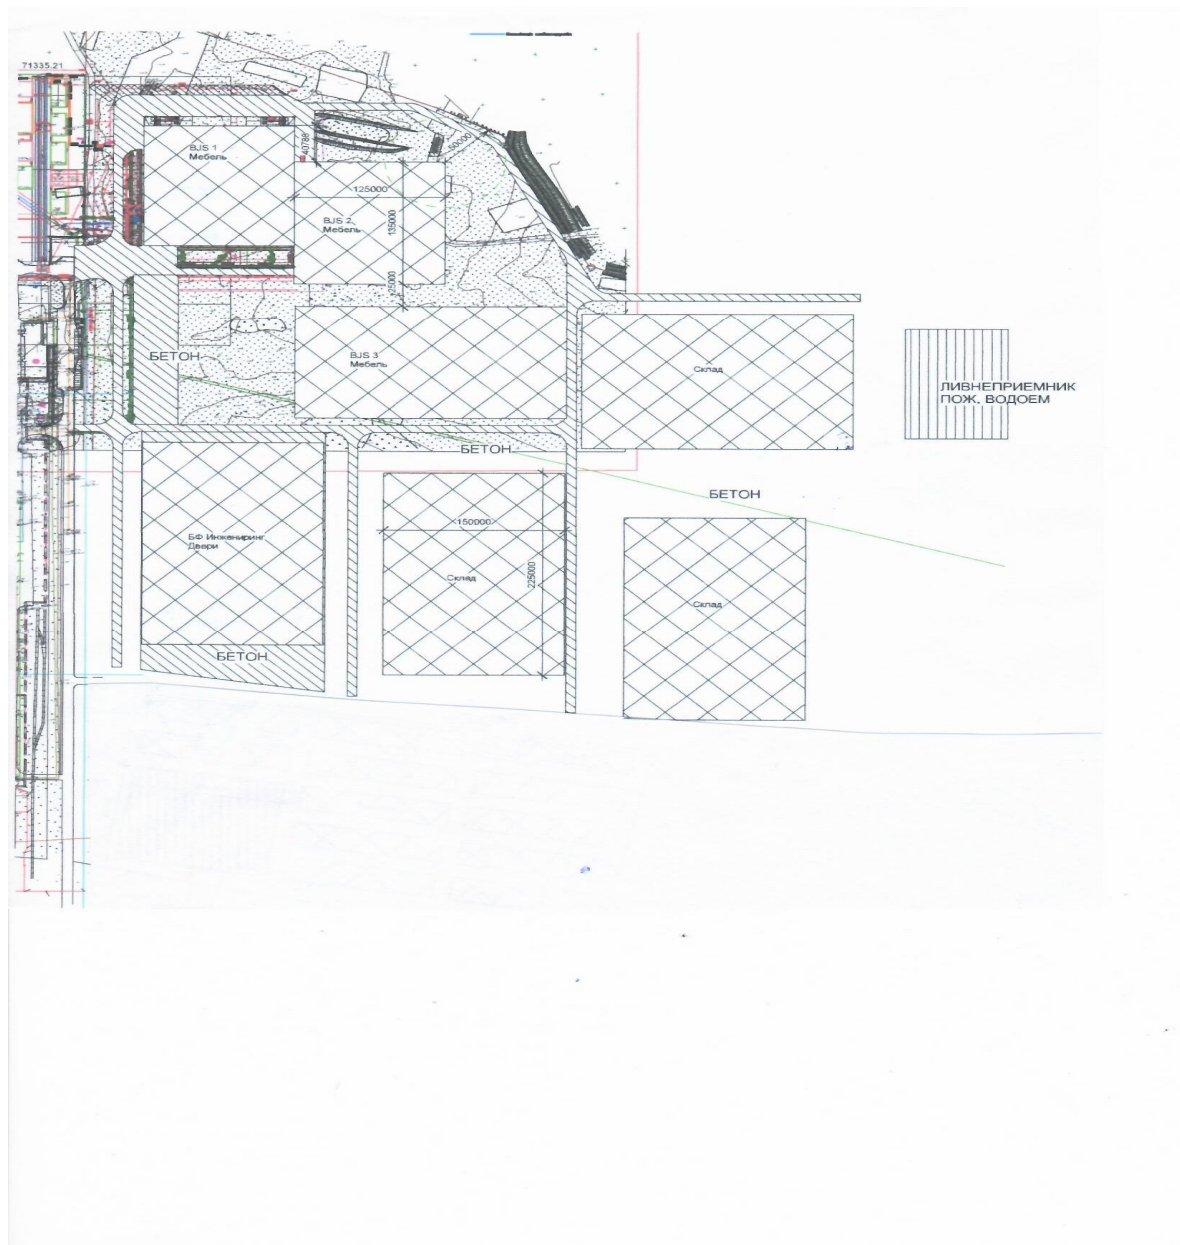 71335.21
BJS 1
Мебель
40788
50000
125000
BJS 2
Мебель
135000
25000
БЕТОН
BJS 3
Мебель
Склад
ЛИВНЕПРИЕМНИК
ПОЖ. ВОДОЕМ
БЕТОН
БЕТОН
150000
БФ Инжениринг
Двери
225000
Склад
Склад
БЕТОН